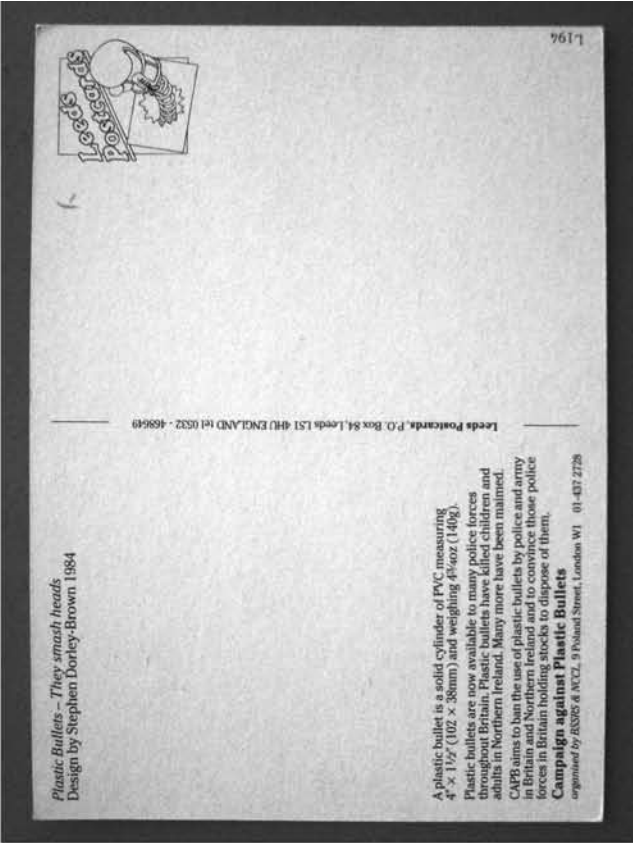 Plastic Bullets – They smash heads
Design by Stephen Dorley-Brown 1984
A plastic bullet is a solid cylinder of PVC measuring
4" × 1½" (102 × 38mm) and weighing 4¾oz (140g).
Plastic bullets are now available to many police forces
throughout Britain. Plastic bullets have killed children and
adults in Northern Ireland. Many more have been maimed.
CAPB aims to ban the use of plastic bullets by police and army
in Britain and Northern Ireland and to convince those police
forces in Britain holding stocks to dispose of them.
Campaign against Plastic Bullets
organised by BSSRS & NCCL, 9 Poland Street, London W1 01-437 2728
Leeds Postcards, P.O. Box 84, Leeds LS1 4HU ENGLAND tel 0532 - 468649
Leeds
Postcards
L194